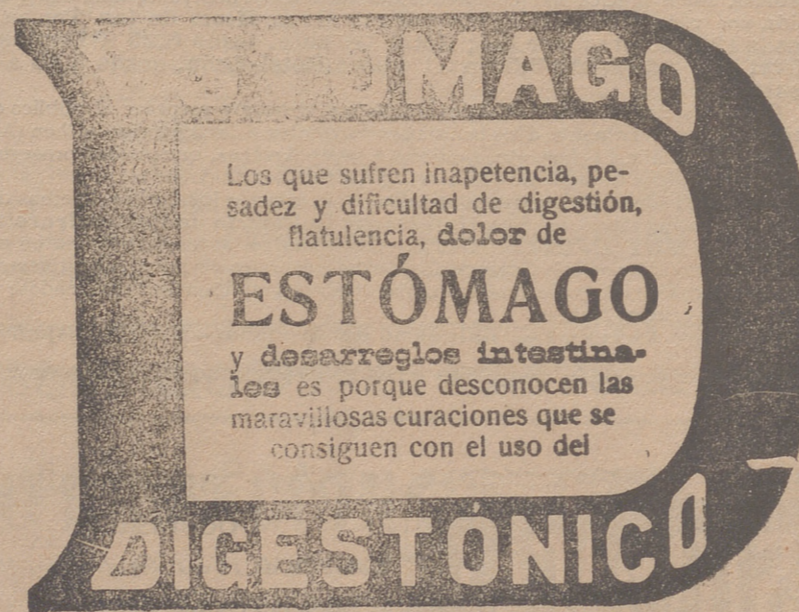 ESTÓMAGO
Los que sufren inapetencia, pe-
sadez y dificultad de digestión,
flatulencia, dolor de
ESTÓMAGO
y desarreglos intestina-
les es porque desconocen las
maravillosas curaciones que se
consiguen con el uso del
DIGESTÓNICO